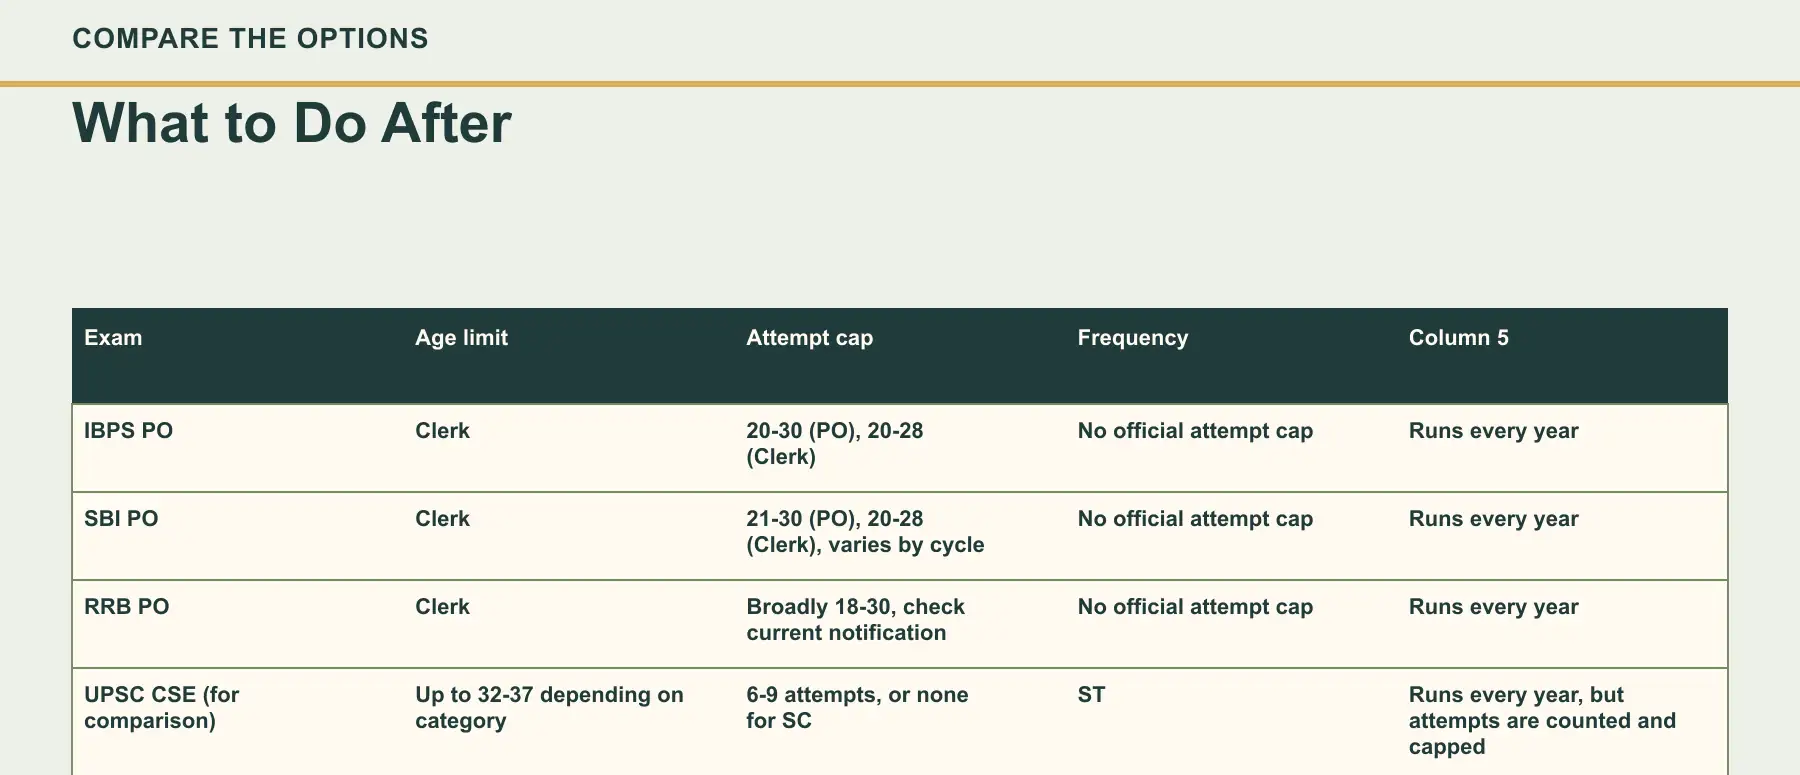 COMPARE THE OPTIONS
What to Do After
Exam Age limit Attempt cap Frequency Column 5
IBPS PO Clerk 20-30 (PO), 20-28 No official attempt cap Runs every year
(Clerk)
SBI PO Clerk 21-30 (PO), 20-28 No official attempt cap Runs every year
(Clerk), varies by cycle
RRB PO Clerk Broadly 18-30, check No official attempt cap Runs every year
current notification
UPSC CSE (for Up to 32-37 depending on 6-9 attempts, or none ST Runs every year, but
comparison) category for SC attempts are counted and
capped